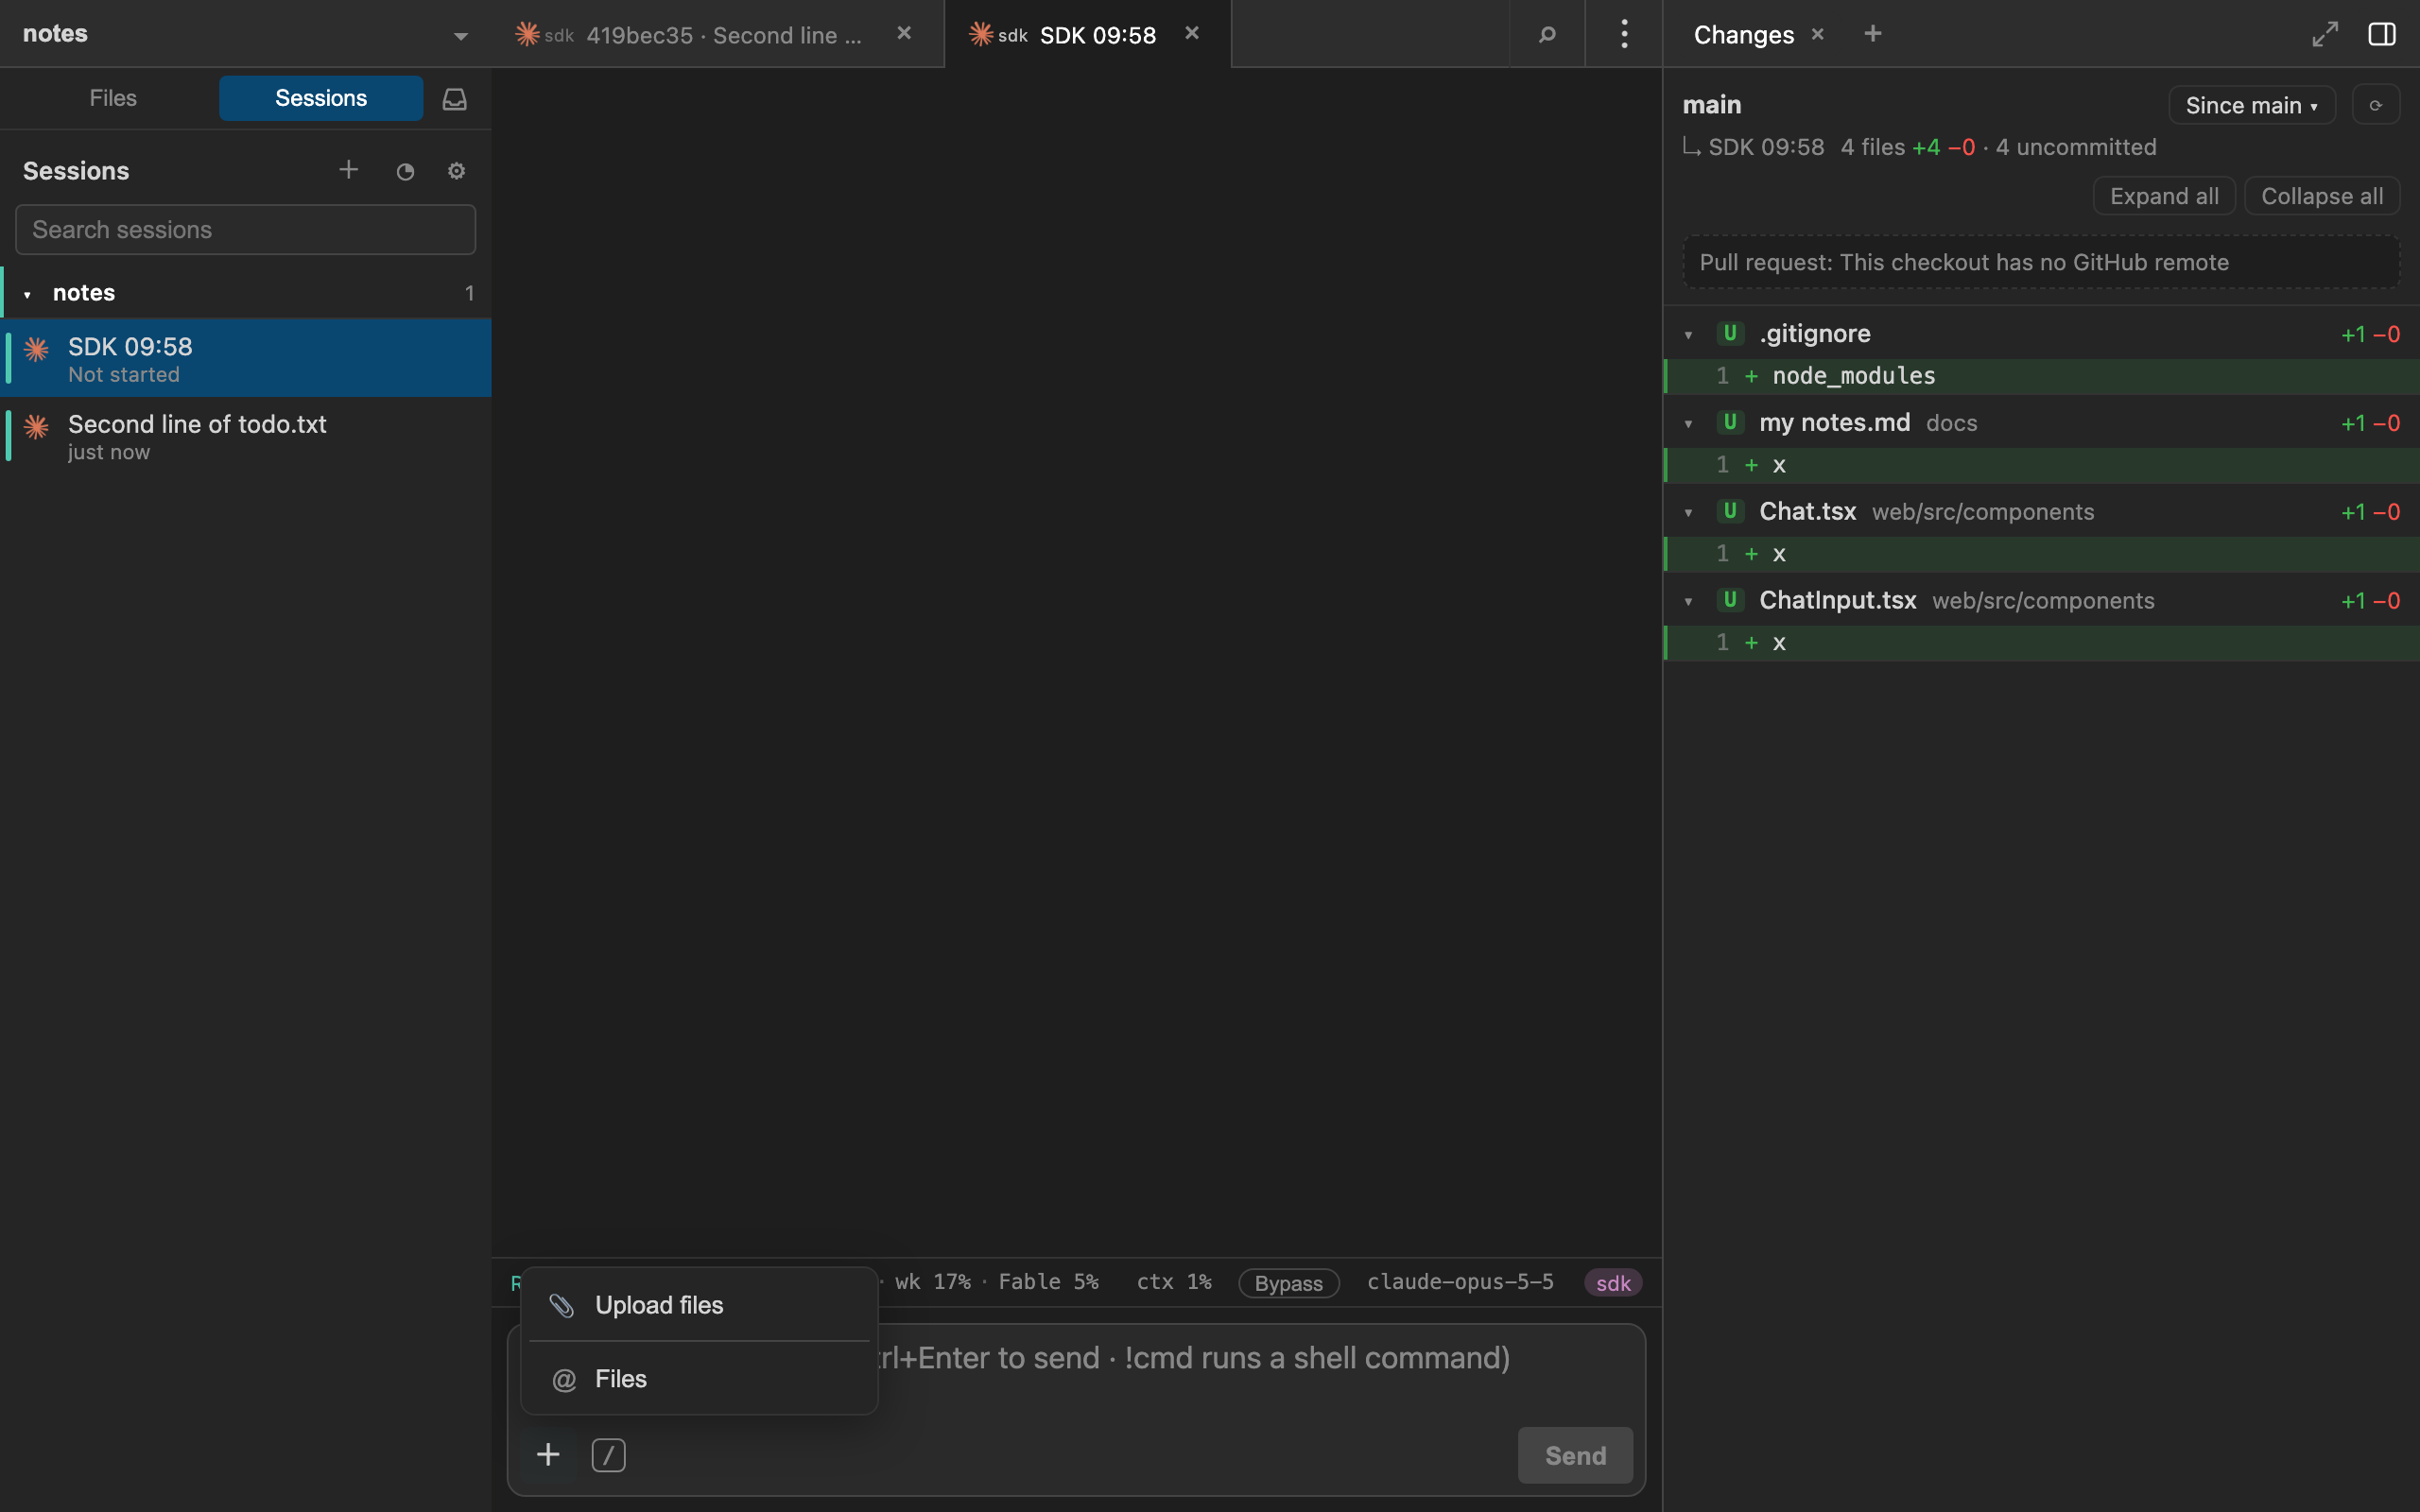 notes
sdk 419bec35 · Second line ...
sdk SDK 09:58
Changes
Files
Sessions
Sessions
Search sessions
notes 1
SDK 09:58
Not started
Second line of todo.txt
just now
main
Since main
SDK 09:58 4 files +4 −0 · 4 uncommitted
Expand all
Collapse all
Pull request: This checkout has no GitHub remote
U .gitignore +1 −0
1 + node_modules
U my notes.md docs +1 −0
1 + x
U Chat.tsx web/src/components +1 −0
1 + x
U ChatInput.tsx web/src/components +1 −0
1 + x
· wk 17% · Fable 5% ctx 1% Bypass claude-opus-5-5 sdk
Upload files
+Enter to send · !cmd runs a shell command)
@ Files
+ /
Send